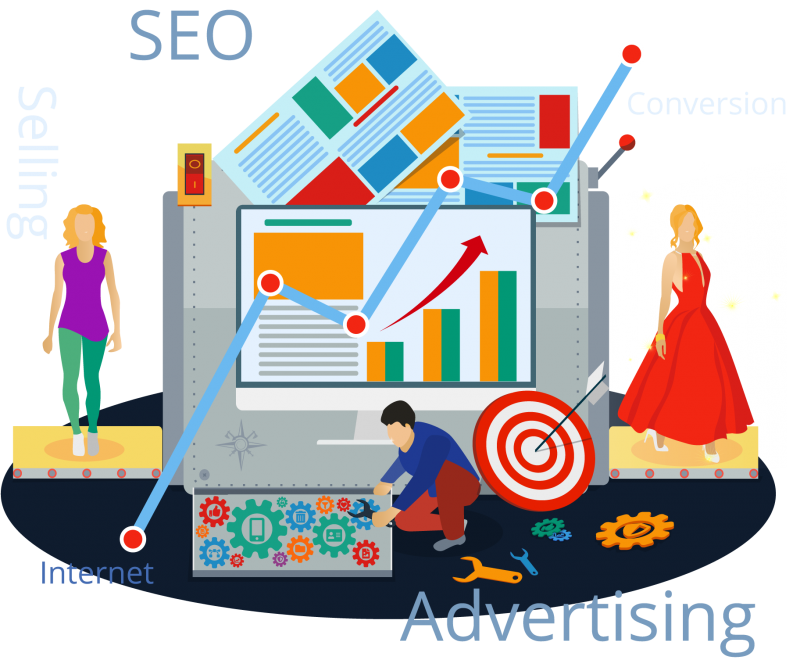 SEO
Selling
Conversion
Internet
Advertising